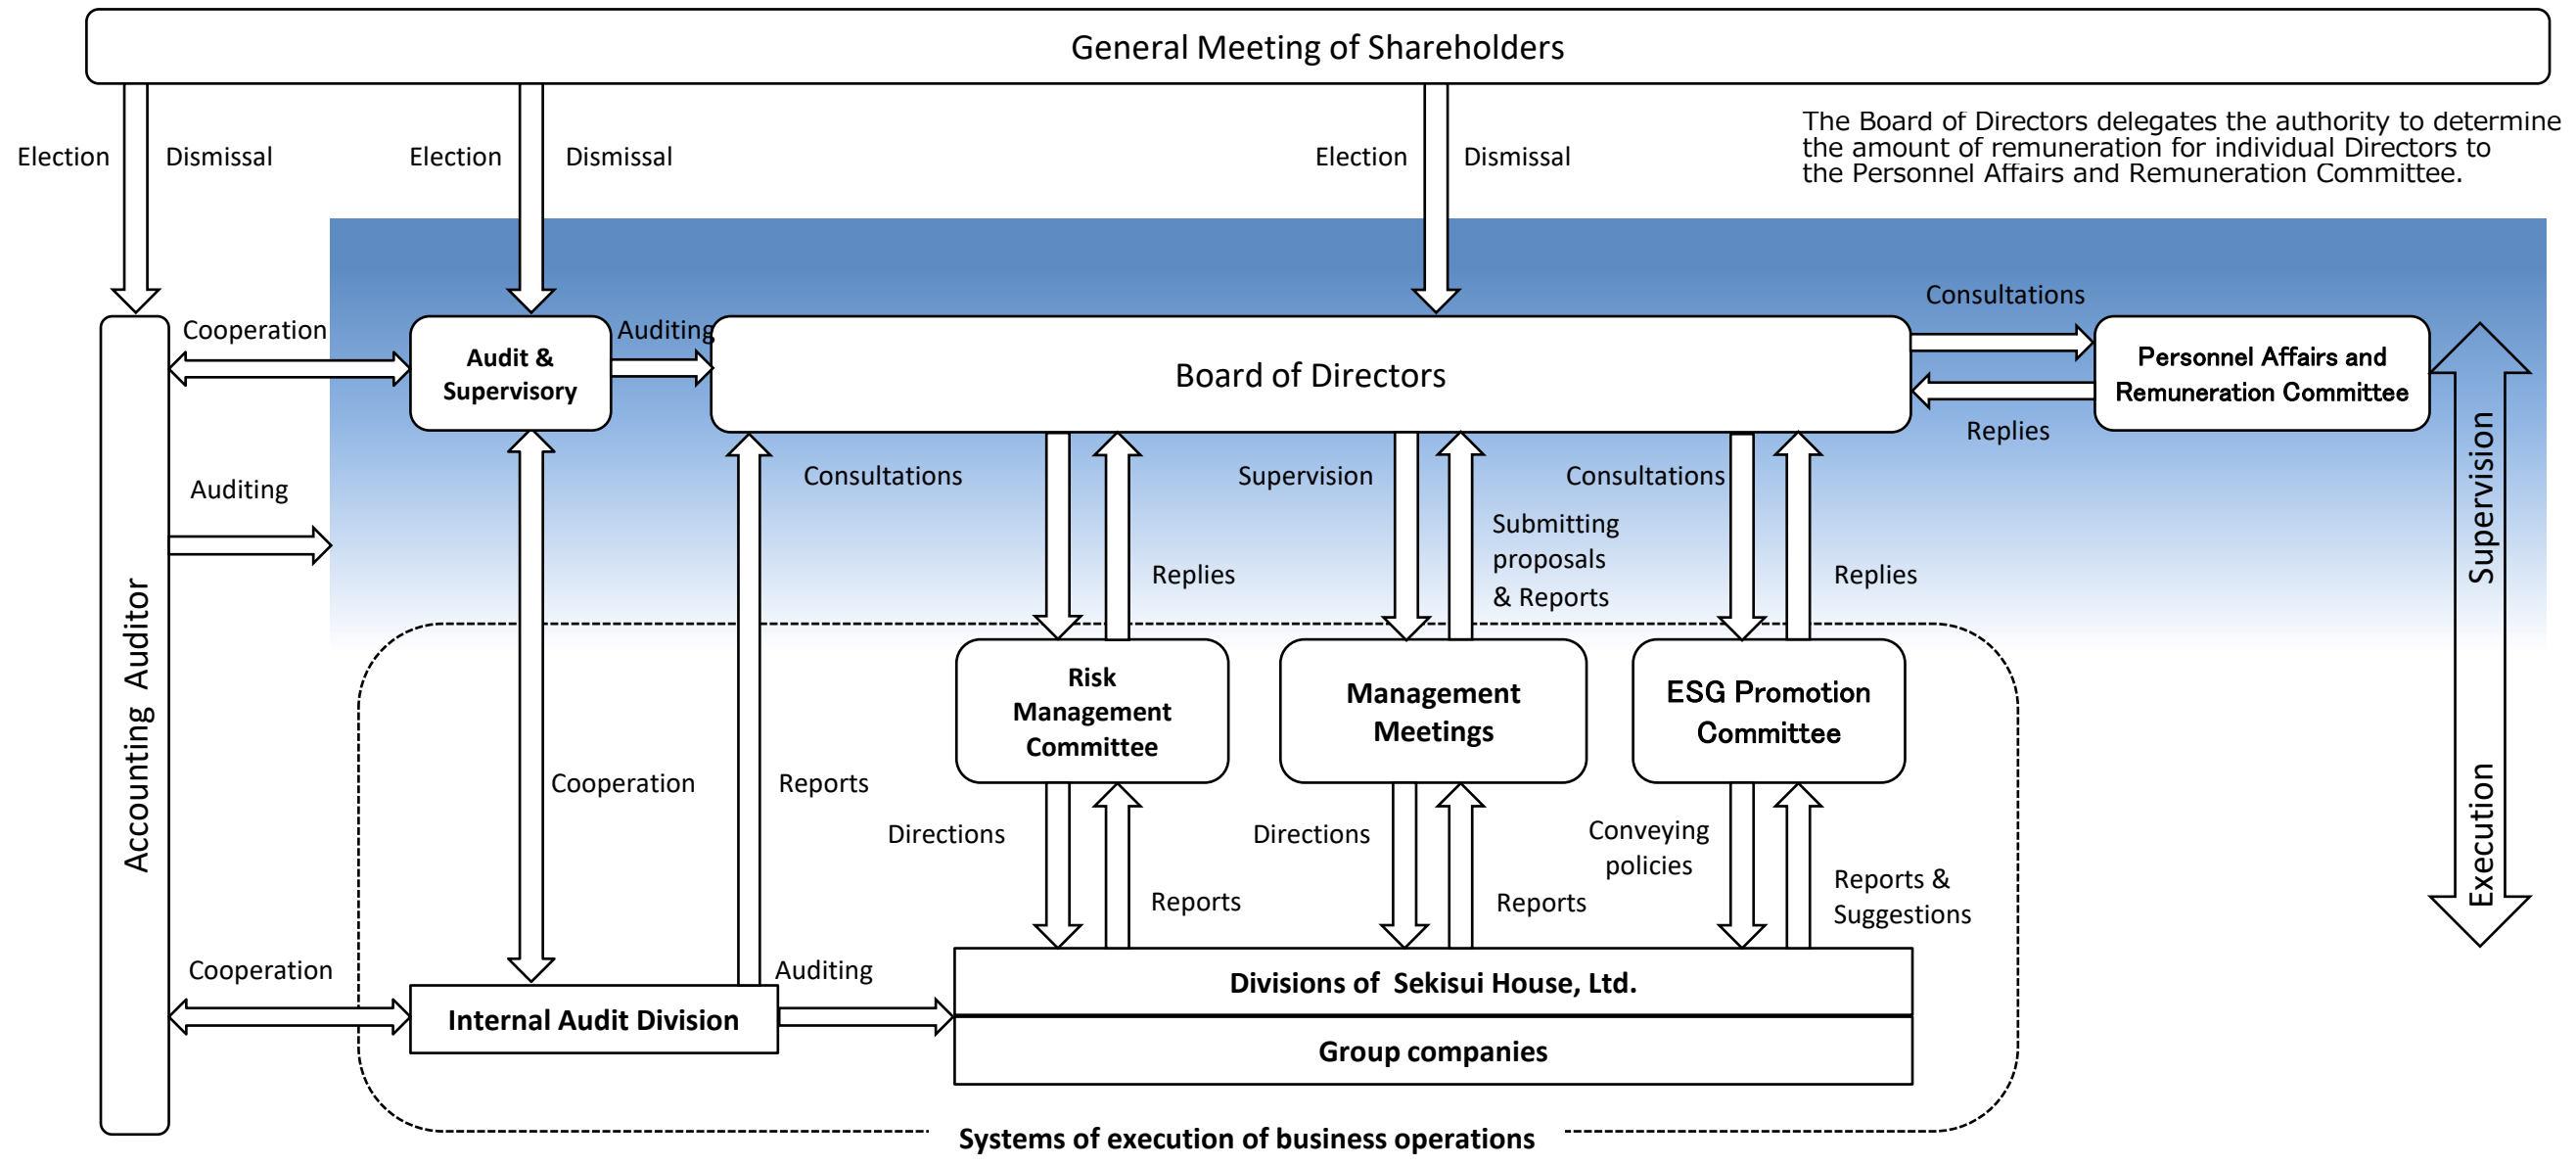 General Meeting of Shareholders
The Board of Directors delegates the authority to determine
the amount of remuneration for individual Directors to
the Personnel Affairs and Remuneration Committee.
Election
Dismissal
Election
Dismissal
Election
Dismissal
Consultations
Cooperation
Auditing
Audit &
Supervisory
Board of Directors
Personnel Affairs and
Remuneration Committee
Replies
Auditing
Consultations
Supervision
Consultations
Submitting
proposals
& Reports
Replies
Replies
Supervision
Accounting Auditor
Risk
Management
Committee
Management
Meetings
ESG Promotion
Committee
Cooperation
Reports
Directions
Directions
Conveying
policies
Execution
Reports
Reports
Reports &
Suggestions
Cooperation
Auditing
Divisions of Sekisui House, Ltd.
Internal Audit Division
Group companies
Systems of execution of business operations